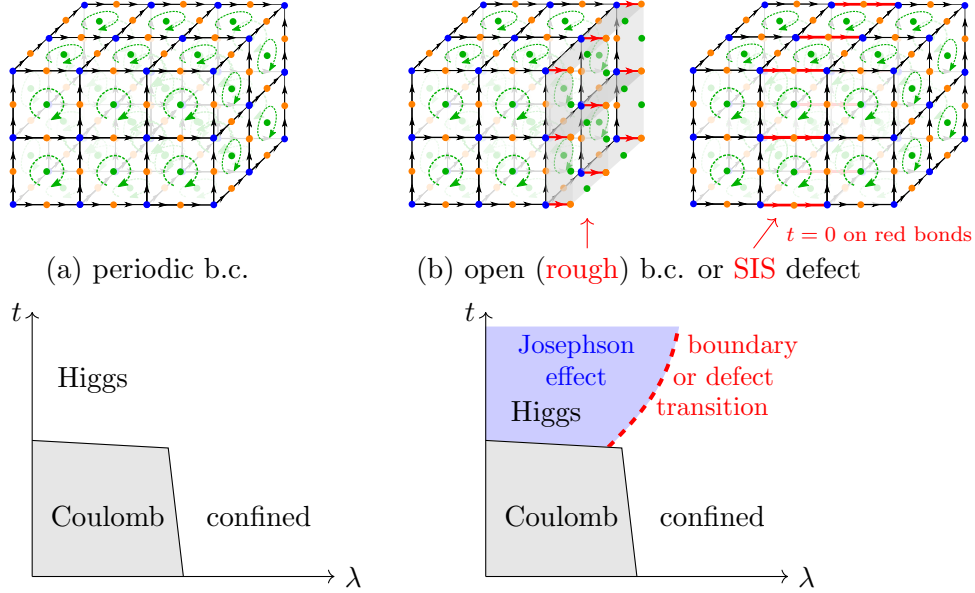 t = 0 on red bonds
(a) periodic b.c.
(b) open (rough) b.c. or SIS defect
t
Higgs
Coulomb
confined
λ
t
Josephson
effect
Higgs
boundary
or defect
transition
Coulomb
confined
λ